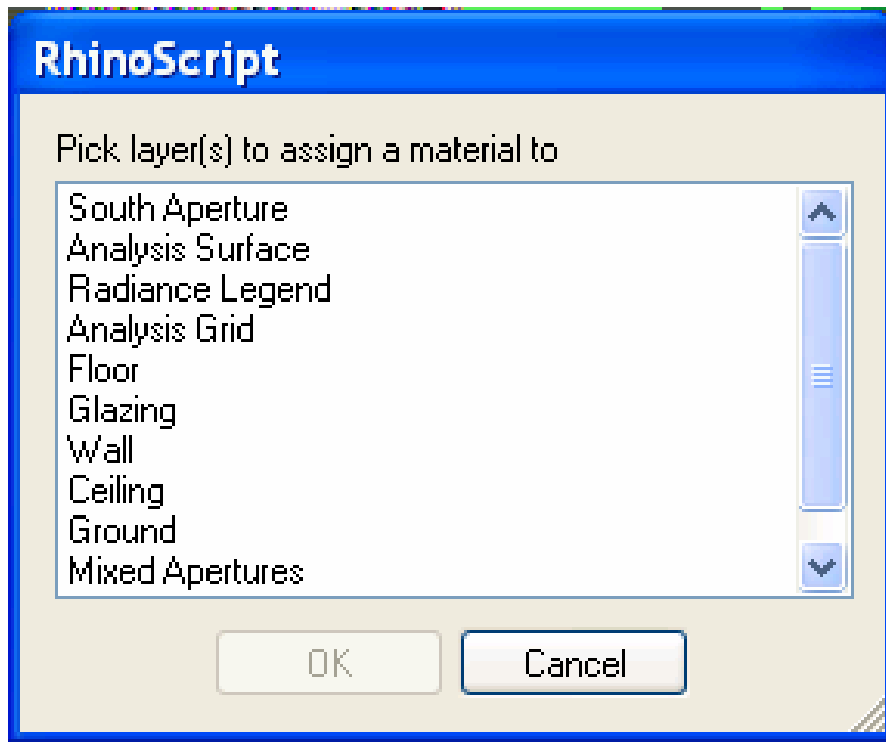 RhinoScript
Pick layer(s) to assign a material to
South Aperture
Analysis Surface
Radiance Legend
Analysis Grid
Floor
Glazing
Wall
Ceiling
Ground
Mixed Apertures
OK Cancel